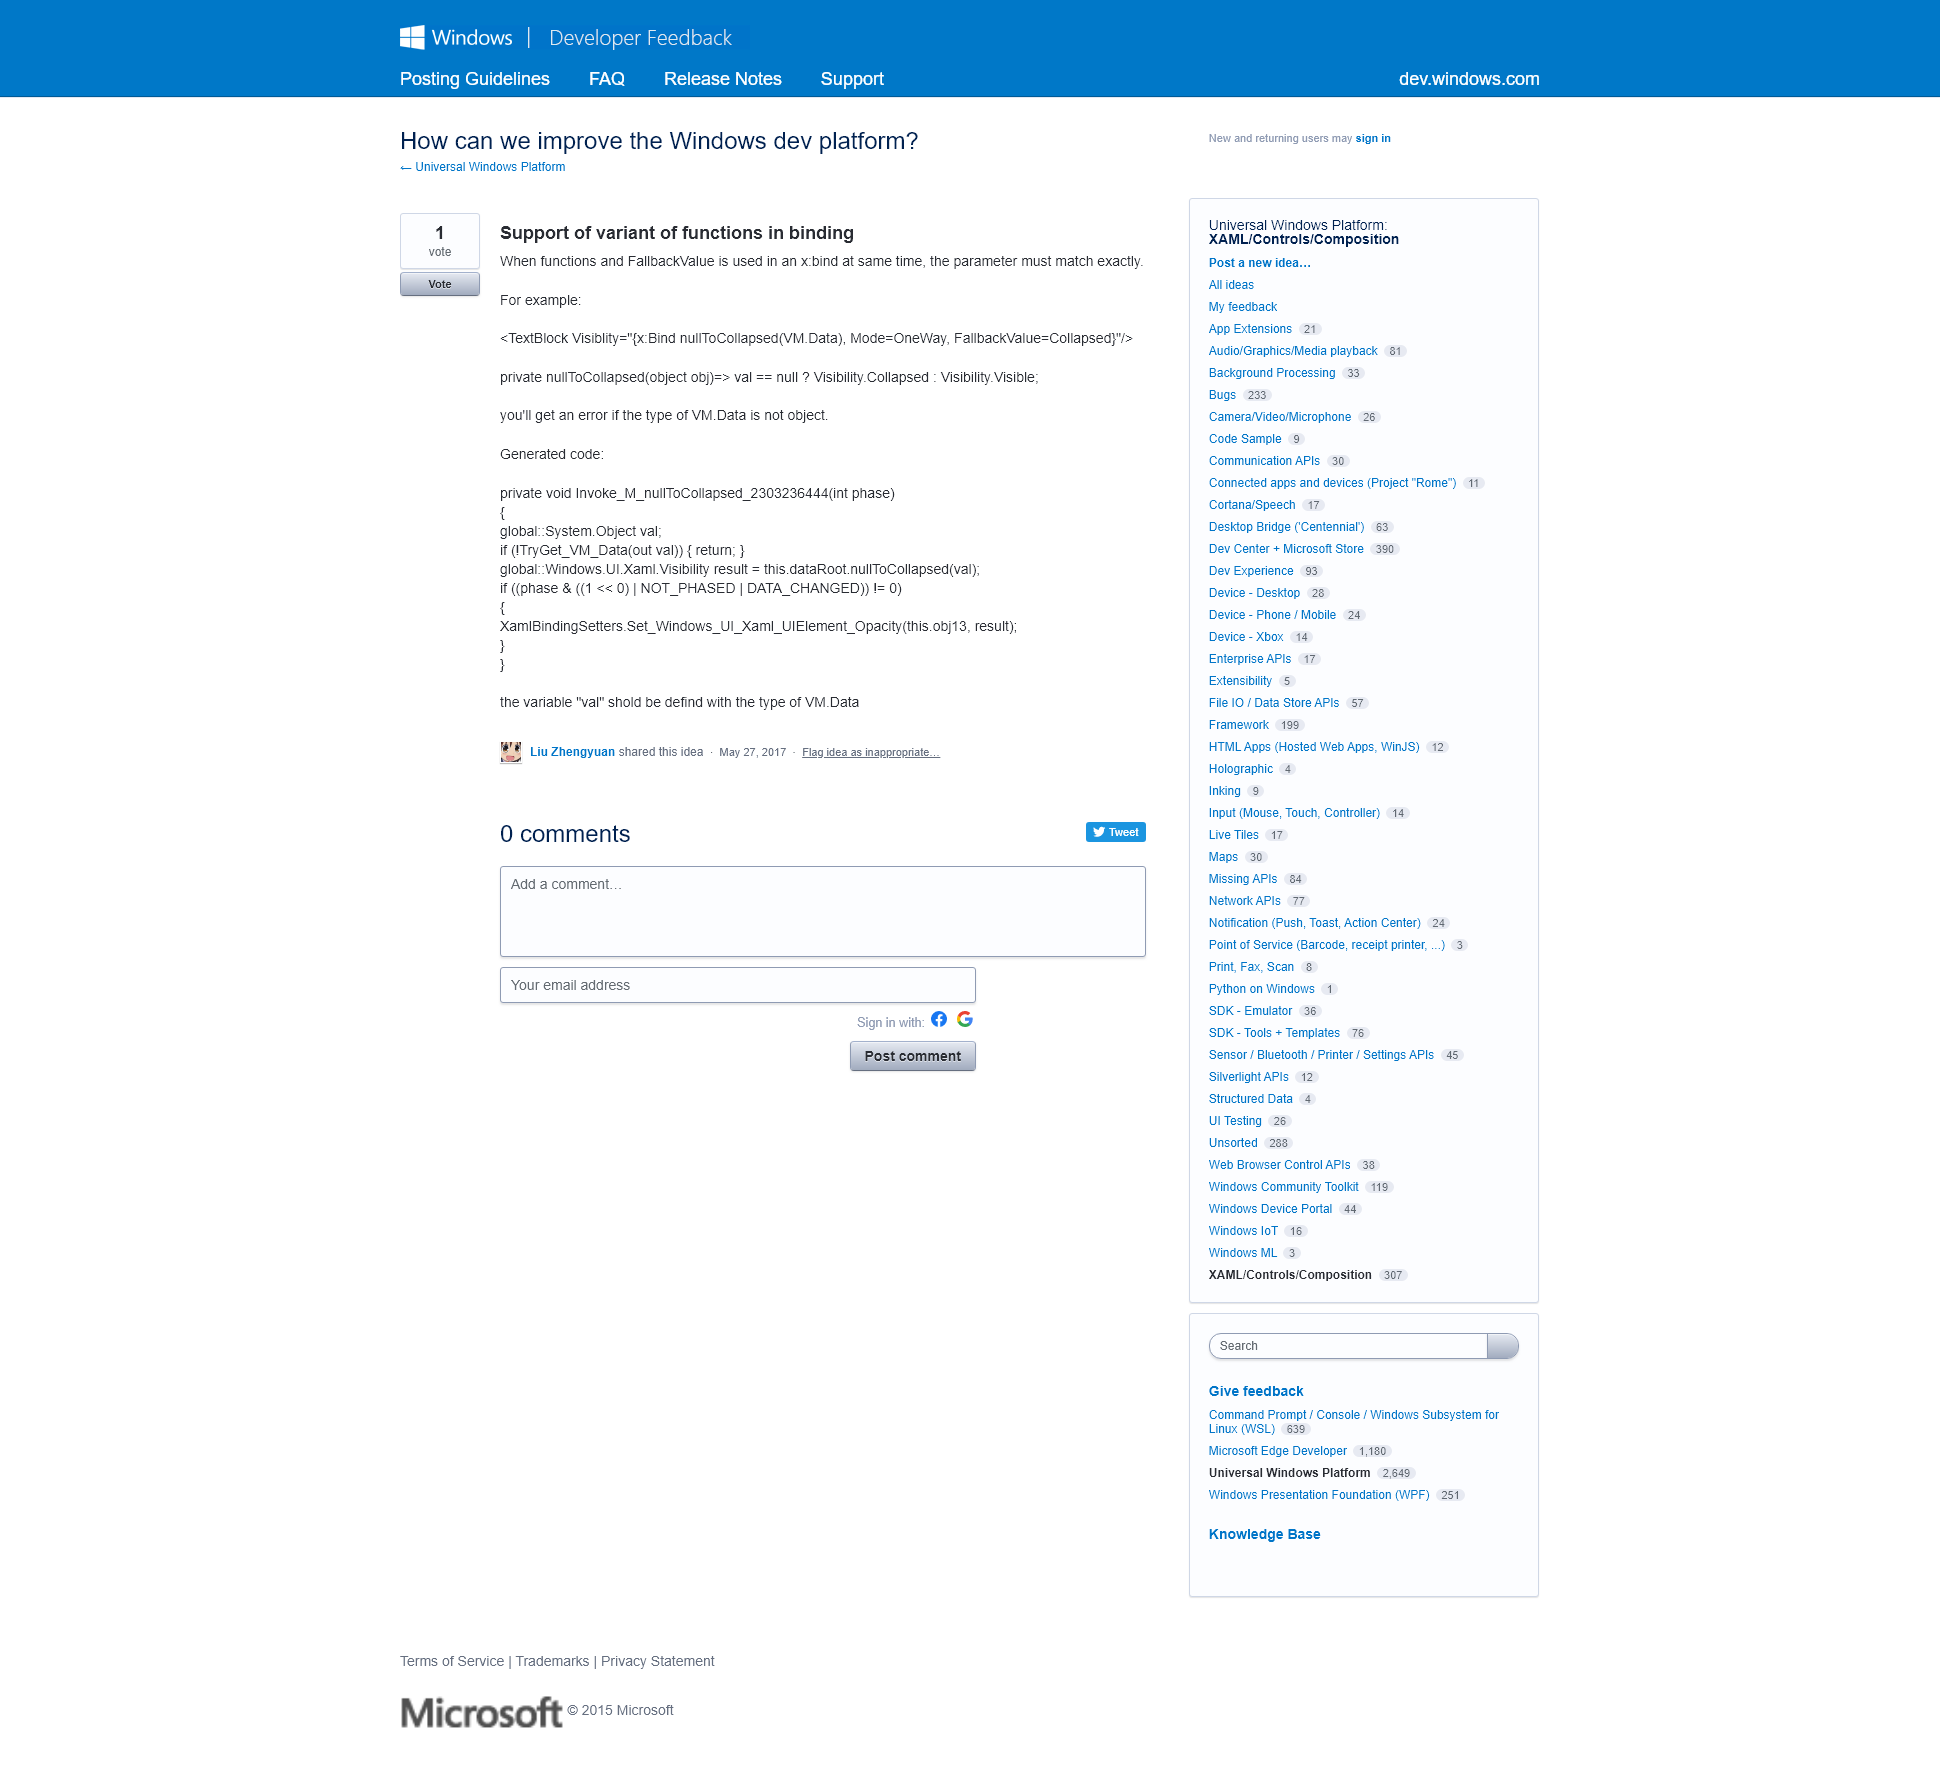 Windows | Developer Feedback
Posting Guidelines FAQ Release Notes Support dev.windows.com
How can we improve the Windows dev platform?
← Universal Windows Platform
New and returning users may sign in
1
vote
Vote
Support of variant of functions in binding
When functions and FallbackValue is used in an x:bind at same time, the parameter must match exactly.
For example:
<TextBlock Visiblity="{x:Bind nullToCollapsed(VM.Data), Mode=OneWay, FallbackValue=Collapsed}"/>
private nullToCollapsed(object obj)=> val == null ? Visibility.Collapsed : Visibility.Visible;
you'll get an error if the type of VM.Data is not object.
Generated code:
private void Invoke_M_nullToCollapsed_2303236444(int phase)
{
global::System.Object val;
if (!TryGet_VM_Data(out val)) { return; }
global::Windows.UI.Xaml.Visibility result = this.dataRoot.nullToCollapsed(val);
if ((phase & ((1 << 0) | NOT_PHASED | DATA_CHANGED)) != 0)
{
XamlBindingSetters.Set_Windows_UI_Xaml_UIElement_Opacity(this.obj13, result);
}
}
the variable "val" shold be defind with the type of VM.Data
Liu Zhengyuan shared this idea · May 27, 2017 · Flag idea as inappropriate…
0 comments
Tweet
Add a comment…
Your email address
Sign in with:
Post comment
Universal Windows Platform:
XAML/Controls/Composition
Post a new idea…
All ideas
My feedback
App Extensions 21
Audio/Graphics/Media playback 81
Background Processing 33
Bugs 233
Camera/Video/Microphone 26
Code Sample 9
Communication APIs 30
Connected apps and devices (Project "Rome") 11
Cortana/Speech 17
Desktop Bridge ('Centennial') 63
Dev Center + Microsoft Store 390
Dev Experience 93
Device - Desktop 28
Device - Phone / Mobile 24
Device - Xbox 14
Enterprise APIs 17
Extensibility 5
File IO / Data Store APIs 57
Framework 199
HTML Apps (Hosted Web Apps, WinJS) 12
Holographic 4
Inking 9
Input (Mouse, Touch, Controller) 14
Live Tiles 17
Maps 30
Missing APIs 84
Network APIs 77
Notification (Push, Toast, Action Center) 24
Point of Service (Barcode, receipt printer, ...) 3
Print, Fax, Scan 8
Python on Windows 1
SDK - Emulator 36
SDK - Tools + Templates 76
Sensor / Bluetooth / Printer / Settings APIs 45
Silverlight APIs 12
Structured Data 4
UI Testing 26
Unsorted 288
Web Browser Control APIs 38
Windows Community Toolkit 119
Windows Device Portal 44
Windows IoT 16
Windows ML 3
XAML/Controls/Composition 307
Search
Give feedback
Command Prompt / Console / Windows Subsystem for
Linux (WSL) 639
Microsoft Edge Developer 1,180
Universal Windows Platform 2,649
Windows Presentation Foundation (WPF) 251
Knowledge Base
Terms of Service | Trademarks | Privacy Statement
Microsoft © 2015 Microsoft